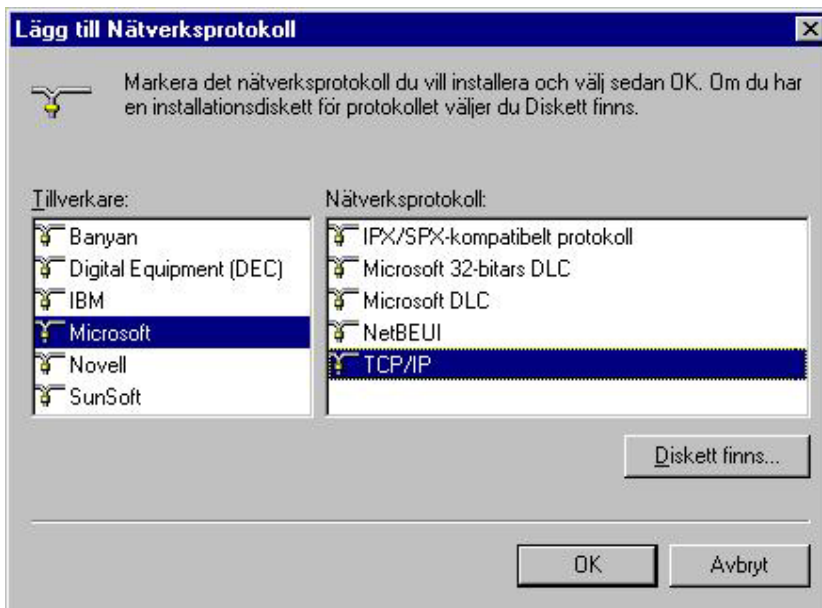 Lägg till Nätverksprotokoll
Markera det nätverksprotokoll du vill installera och välj sedan OK. Om du har
en installationsdiskett för protokollet väljer du Diskett finns.
Tillverkare:
Banyan
Digital Equipment (DEC)
IBM
Microsoft
Novell
SunSoft
Nätverksprotokoll:
IPX/SPX-kompatibelt protokoll
Microsoft 32-bitars DLC
Microsoft DLC
NetBEUI
TCP/IP
Diskett finns...
OK
Avbryt